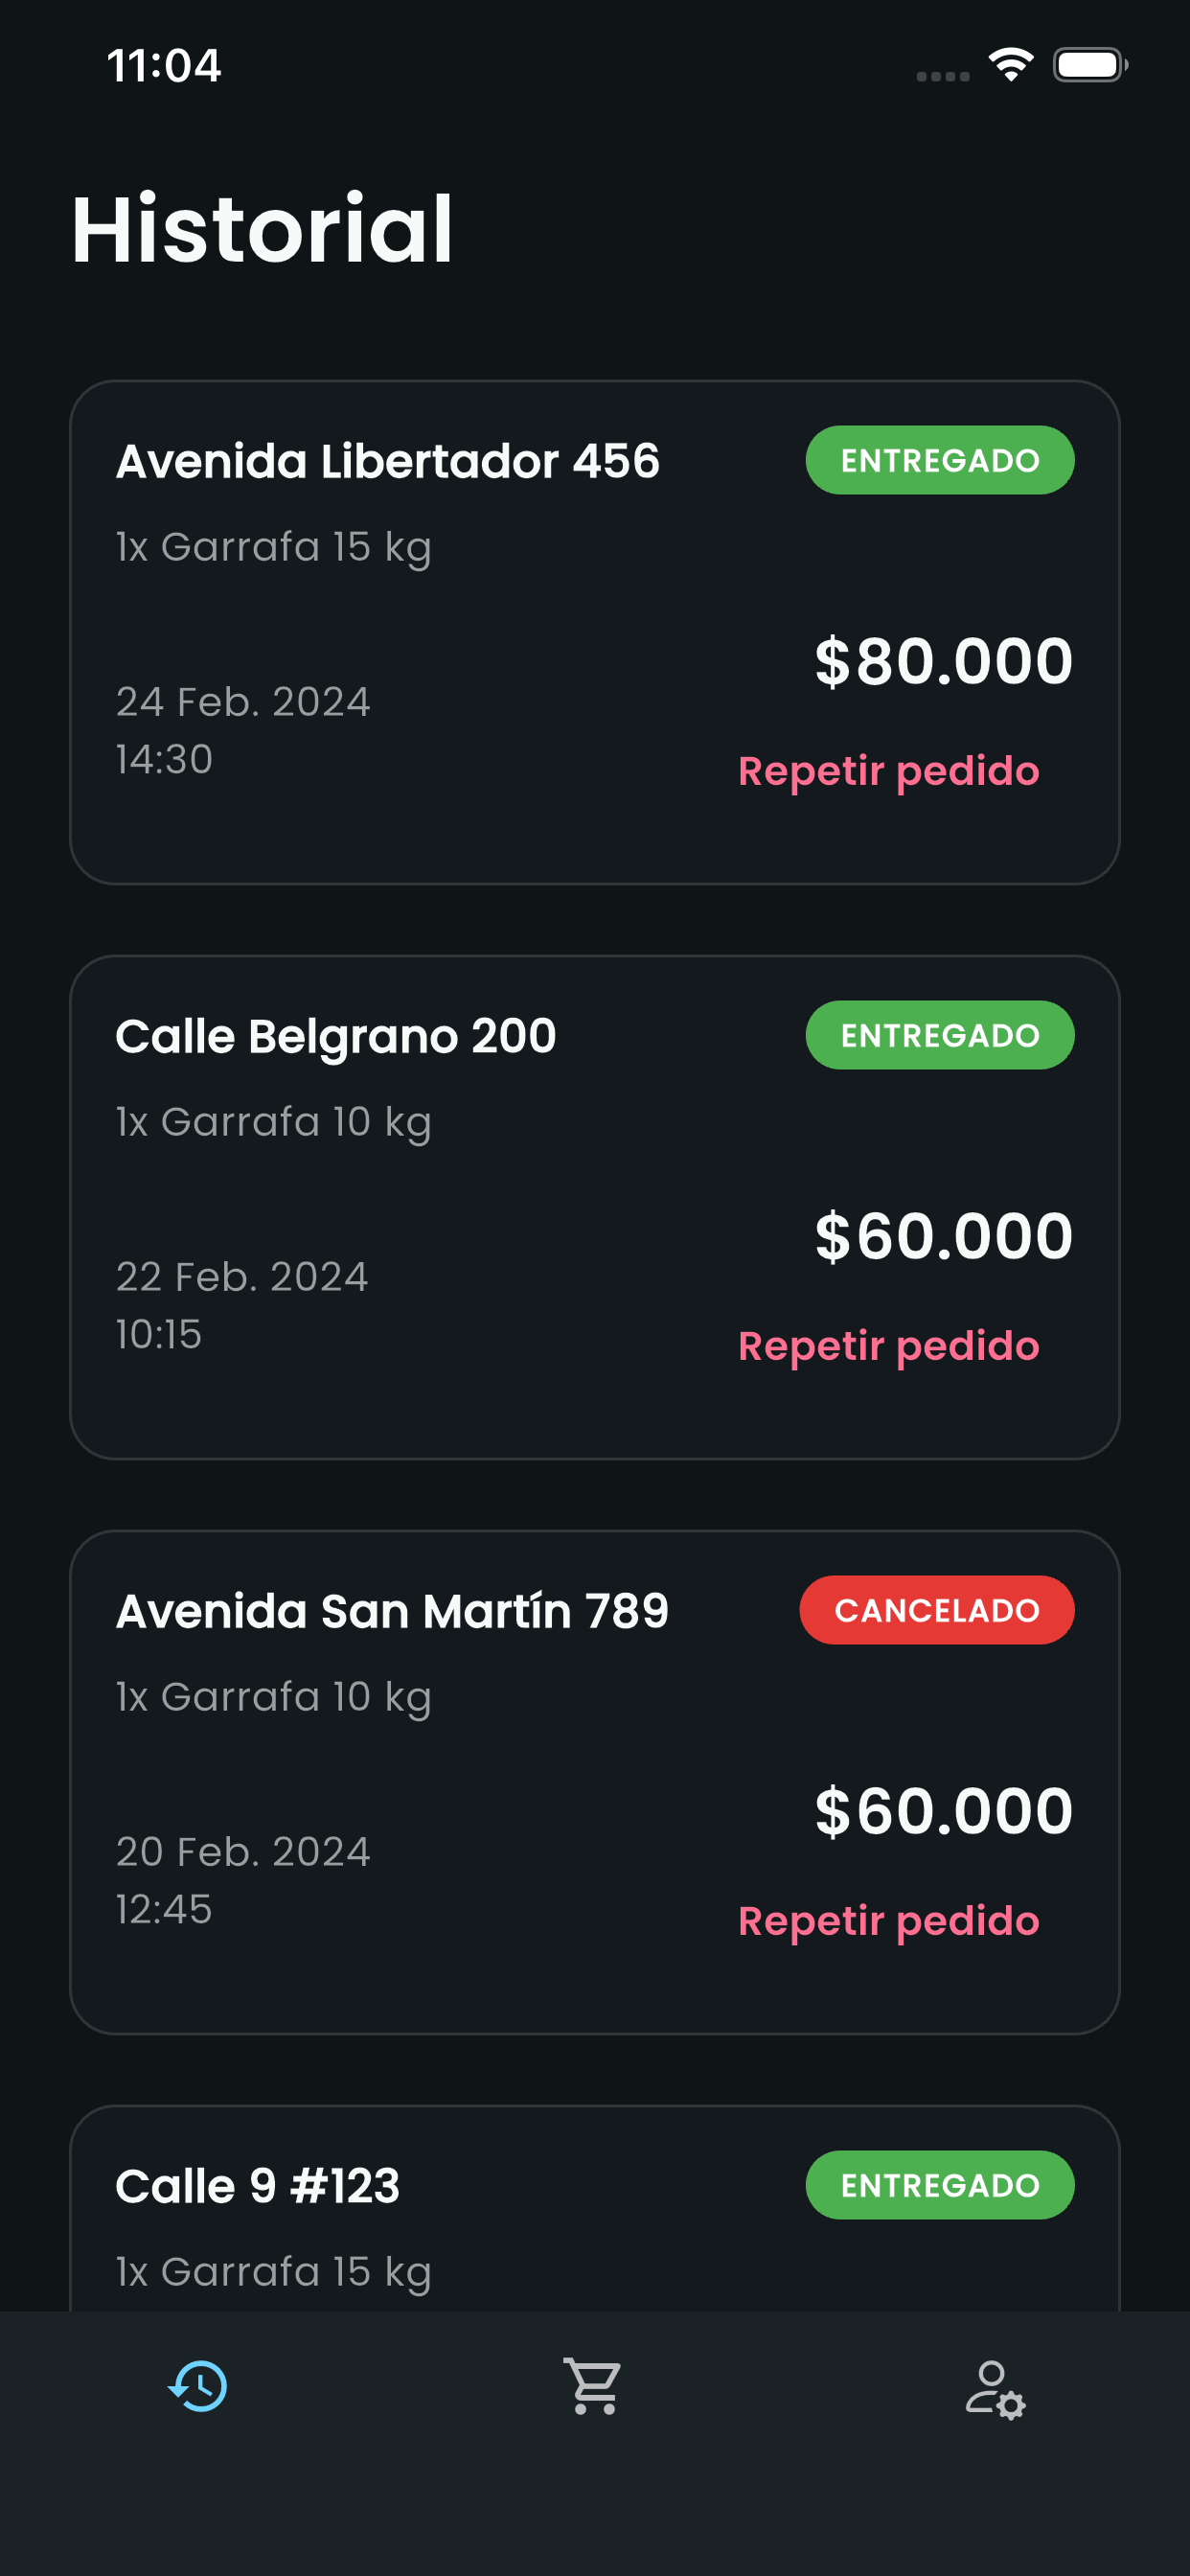 11:04
Historial
Avenida Libertador 456
ENTREGADO
1x Garrafa 15 kg
$80.000
24 Feb. 2024
14:30
Repetir pedido
Calle Belgrano 200
ENTREGADO
1x Garrafa 10 kg
$60.000
22 Feb. 2024
10:15
Repetir pedido
Avenida San Martín 789
CANCELADO
1x Garrafa 10 kg
$60.000
20 Feb. 2024
12:45
Repetir pedido
Calle 9 #123
ENTREGADO
1x Garrafa 15 kg